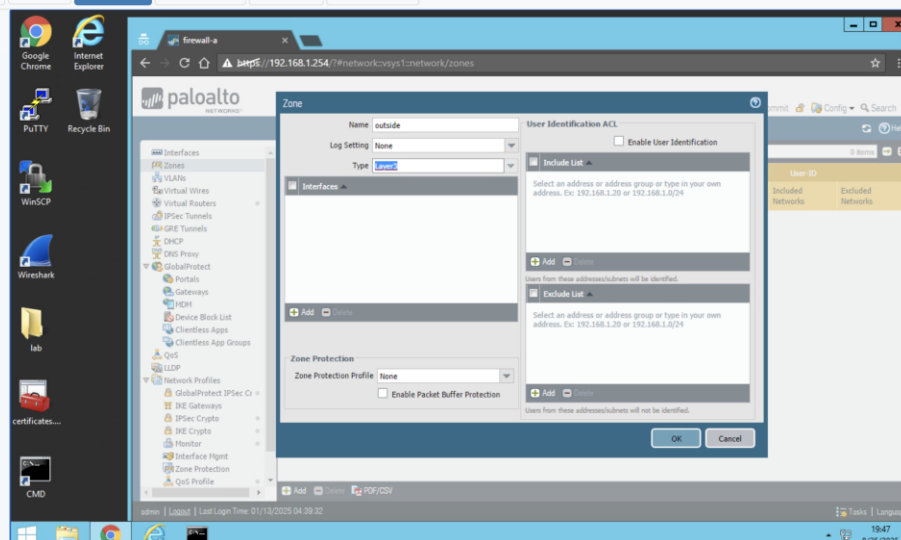 Google
Chrome
Internet
Explorer
PuTTY
Recycle Bin
WinSCP
Wireshark
lab
certificates....
CMD
firewall-a
https://192.168.1.254/?#network::vsys1::network/zones
paloalto
NETWORKS
Commit
Config
Search
Interfaces
Zones
VLANs
Virtual Wires
Virtual Routers
IPSec Tunnels
GRE Tunnels
DHCP
DNS Proxy
GlobalProtect
Portals
Gateways
MDM
Device Block List
Clientless Apps
Clientless App Groups
QoS
LLDP
Network Profiles
GlobalProtect IPSec Cr
IKE Gateways
IPSec Crypto
IKE Crypto
Monitor
Interface Mgmt
Zone Protection
QoS Profile
Zone
Name outside
Log Setting None
Type Layer3
Interfaces
Add Delete
Zone Protection
Zone Protection Profile None
Enable Packet Buffer Protection
User Identification ACL
Enable User Identification
Include List
Select an address or address group or type in your own
address. Ex: 192.168.1.20 or 192.168.1.0/24
Add Delete
Users from these addresses/subnets will be identified.
Exclude List
Select an address or address group or type in your own
address. Ex: 192.168.1.20 or 192.168.1.0/24
Add Delete
Users from these addresses/subnets will not be identified.
OK Cancel
He
0 items
User-ID
Included
Networks
Excluded
Networks
Add Delete PDF/CSV
admin | Logout | Last Login Time: 01/13/2025 04:39:32
Tasks | Langua
19:47